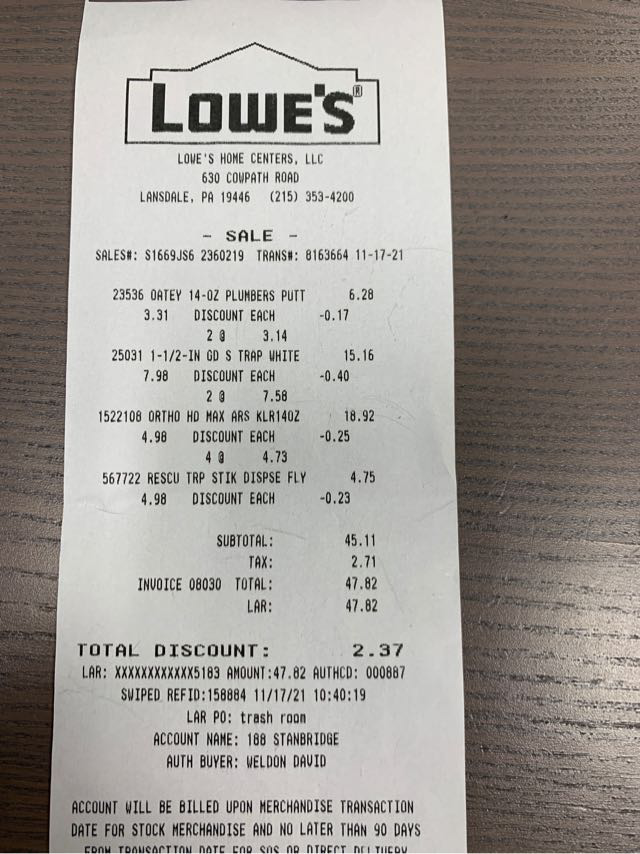 LOWE'S®
LOWE'S HOME CENTERS, LLC
630 COWPATH ROAD
LANSDALE, PA 19446 (215) 353-4200
- SALE -
SALES#: S1669JS6 2360219 TRANS#: 8163664 11-17-21
23536 OATEY 14-OZ PLUMBERS PUTT 6.28
3.31 DISCOUNT EACH -0.17
2 @ 3.14
25031 1-1/2-IN GD S TRAP WHITE 15.16
7.98 DISCOUNT EACH -0.40
2 @ 7.58
1522108 ORTHO HD MAX ARS KLR14OZ 18.92
4.98 DISCOUNT EACH -0.25
4 @ 4.73
567722 RESCU TRP STIK DISPSE FLY 4.75
4.98 DISCOUNT EACH -0.23
SUBTOTAL: 45.11
TAX: 2.71
INVOICE 08030 TOTAL: 47.82
LAR: 47.82
TOTAL DISCOUNT: 2.37
LAR: XXXXXXXXXXXX5183 AMOUNT:47.82 AUTHCD: 000887
SWIPED REFID:158884 11/17/21 10:40:19
LAR PO: trash room
ACCOUNT NAME: 188 STANBRIDGE
AUTH BUYER: WELDON DAVID
ACCOUNT WILL BE BILLED UPON MERCHANDISE TRANSACTION
DATE FOR STOCK MERCHANDISE AND NO LATER THAN 90 DAYS
FROM TRANSACTION DATE FOR SOS OR DIRECT DELIVERY